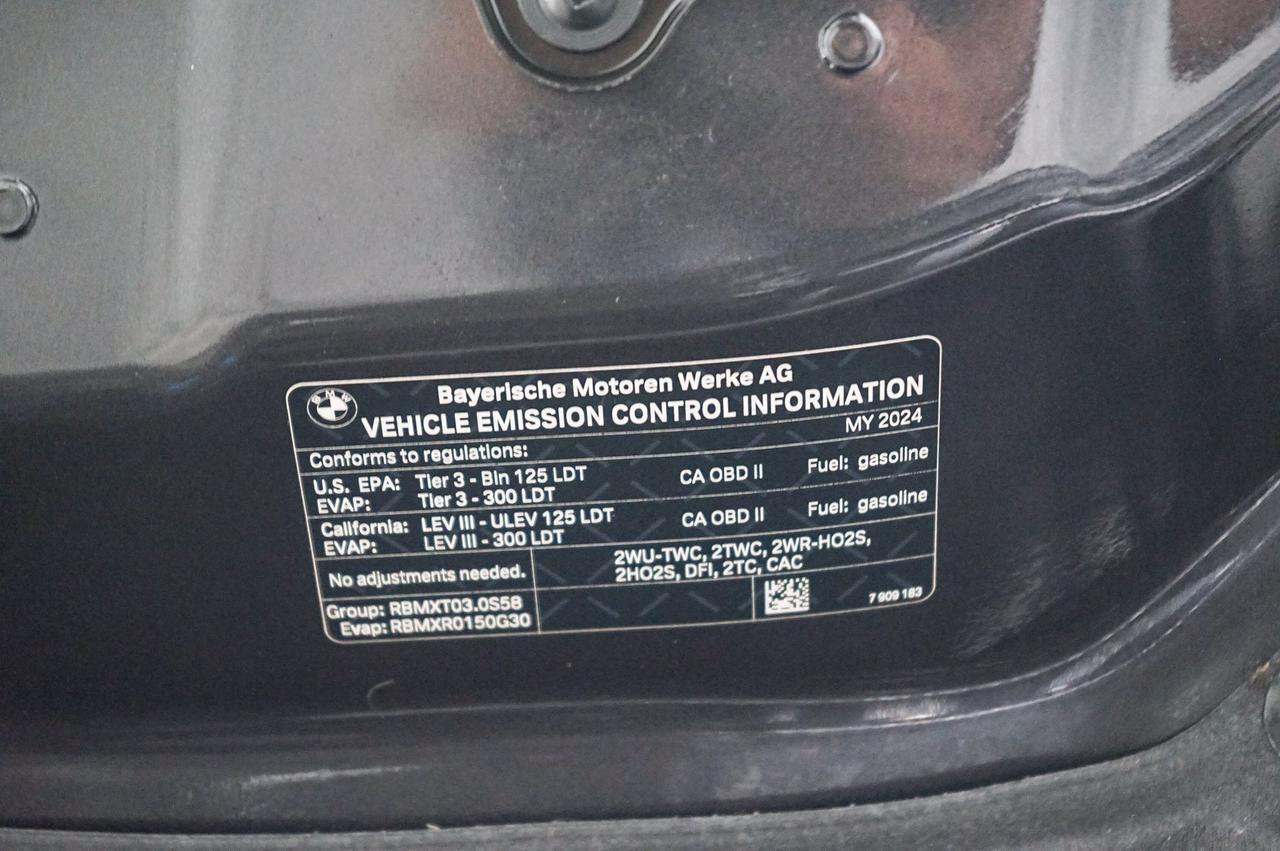 BMW
Bayerische Motoren Werke AG
VEHICLE EMISSION CONTROL INFORMATION
MY 2024
Conforms to regulations:
U.S. EPA: Tier 3 - Bin 125 LDT CA OBD II Fuel: gasoline
EVAP: Tier 3 - 300 LDT
California: LEV III - ULEV 125 LDT CA OBD II Fuel: gasoline
EVAP: LEV III - 300 LDT
No adjustments needed.
2WU-TWC, 2TWC, 2WR-HO2S,
2HO2S, DFI, 2TC, CAC
Group: RBMXT03.0S58
Evap: RBMXR0150G30
7 909 183